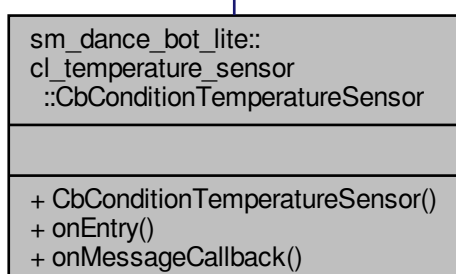 sm_dance_bot_lite::
cl_temperature_sensor
::CbConditionTemperatureSensor
+ CbConditionTemperatureSensor()
+ onEntry()
+ onMessageCallback()